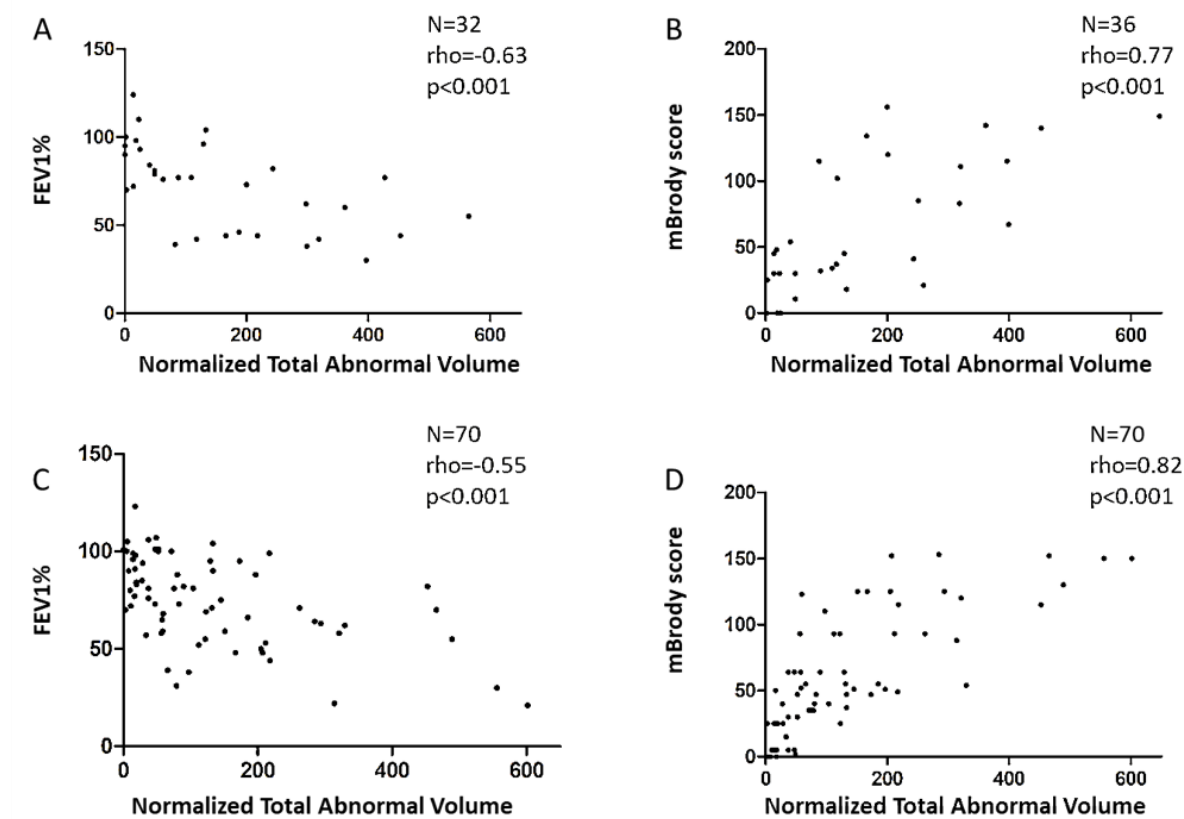 A
N=32
rho=-0.63
p<0.001
150
100
50
0
FEV1%
0 200 400 600
Normalized Total Abnormal Volume
B
N=36
rho=0.77
p<0.001
200
150
100
50
0
mBrody score
0 200 400 600
Normalized Total Abnormal Volume
C
N=70
rho=-0.55
p<0.001
150
100
50
0
FEV1%
0 200 400 600
Normalized Total Abnormal Volume
D
N=70
rho=0.82
p<0.001
200
150
100
50
0
mBrody score
0 200 400 600
Normalized Total Abnormal Volume